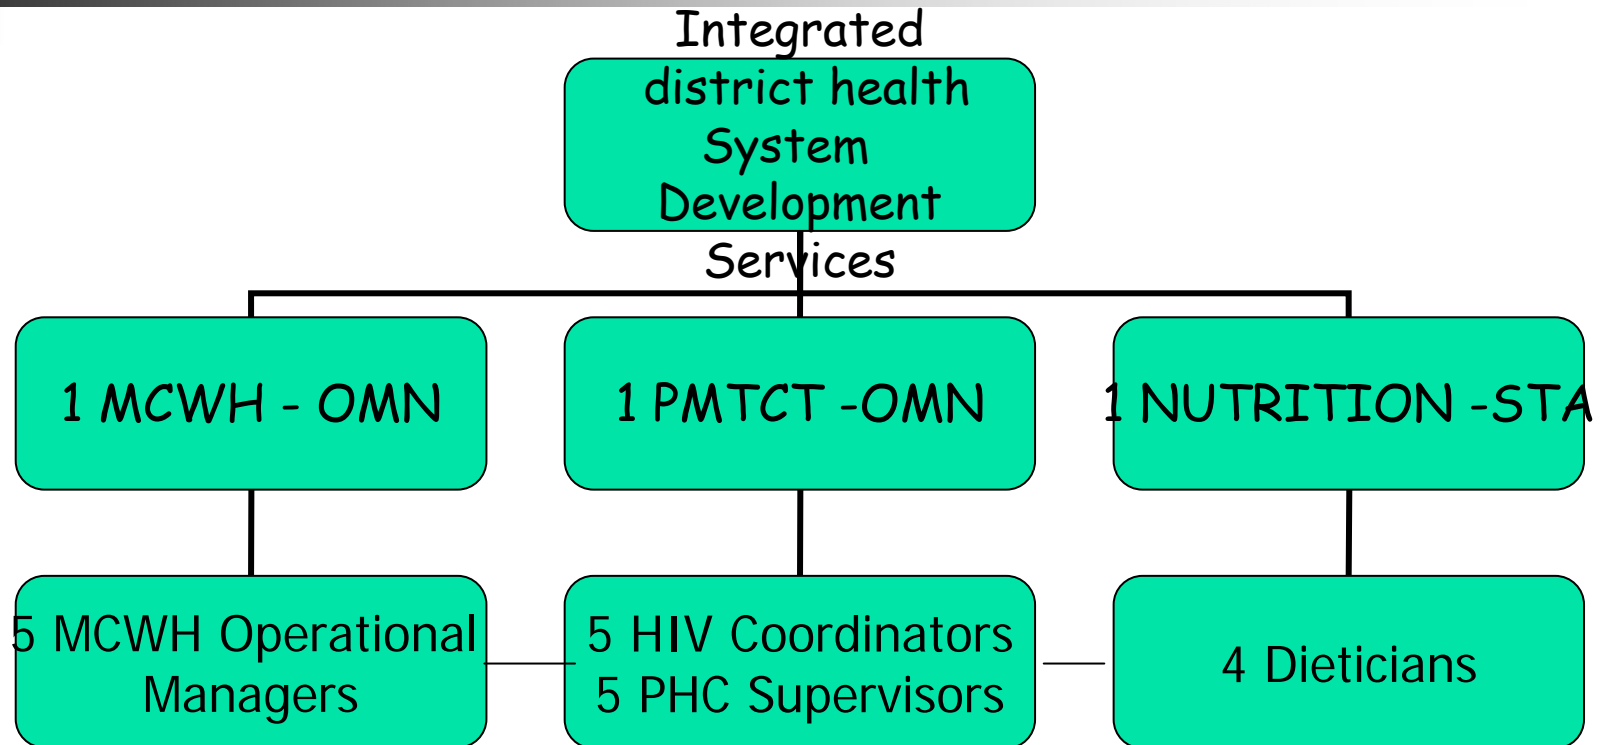 Integrated
district health
System
Development
Services
1 MCWH - OMN
1 PMTCT -OMN
1 NUTRITION -STA
5 MCWH Operational
Managers
5 HIV Coordinators
5 PHC Supervisors
4 Dieticians